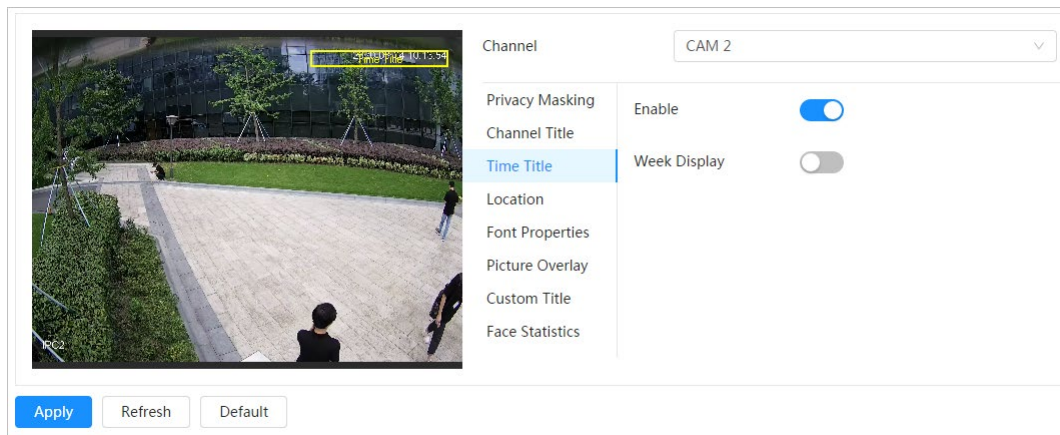 Time Title
IPC2
Channel
CAM 2
Privacy Masking
Channel Title
Time Title
Location
Font Properties
Picture Overlay
Custom Title
Face Statistics
Enable
Week Display
Apply
Refresh
Default